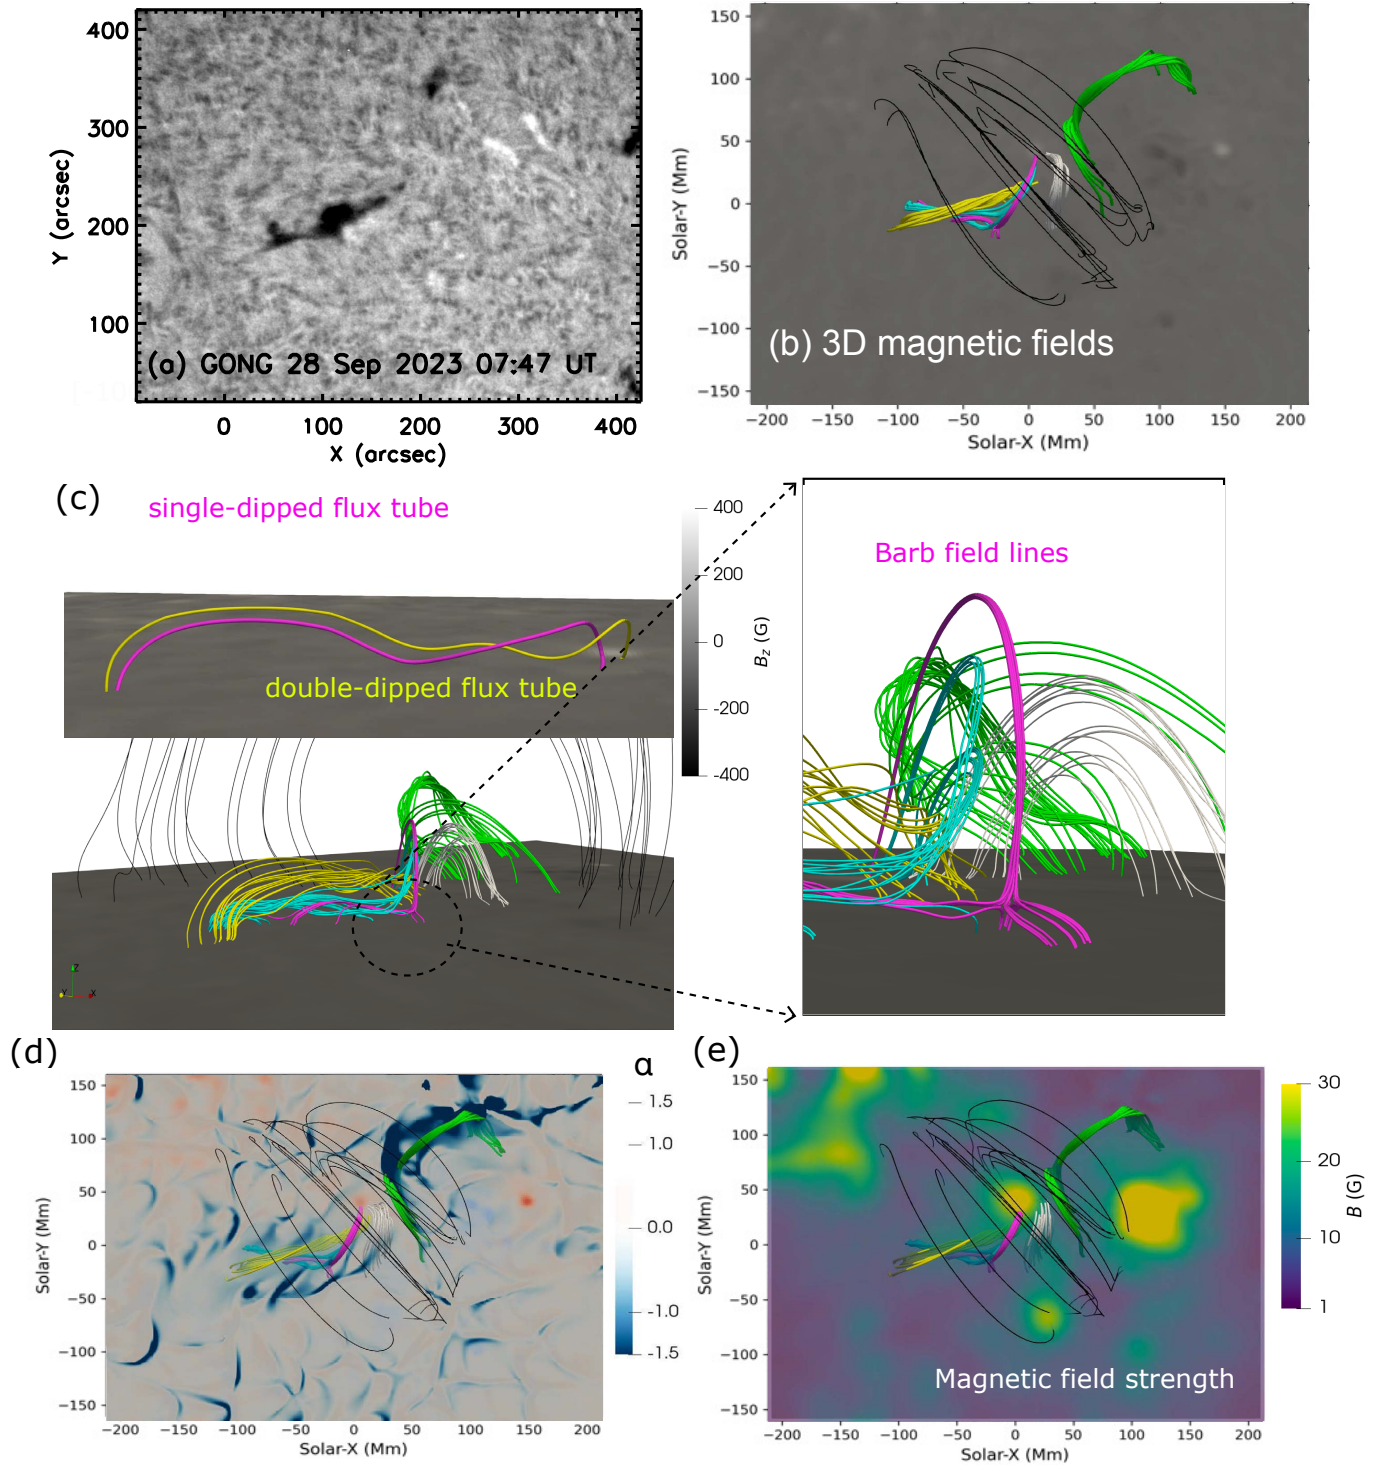 400
300
200
100
Y (arcsec)
(a) GONG 28 Sep 2023 07:47 UT
0 100 200 300 400
X (arcsec)
150
100
50
0
−50
−100
−150
Solar-Y (Mm)
(b) 3D magnetic fields
−200 −150 −100 −50 0 50 100 150 200
Solar-X (Mm)
(c)
single-dipped flux tube
double-dipped flux tube
400
200
0
-200
-400
Bz (G)
Z
Y
X
Barb field lines
(d)
150
100
50
0
−50
−100
−150
Solar-Y (Mm)
−200 −150 −100 −50 0 50 100 150 200
Solar-X (Mm)
α
1.5
1.0
0.0
-1.0
-1.5
(e)
150
100
50
0
−50
−100
−150
Solar-Y (Mm)
Magnetic field strength
−200 −150 −100 −50 0 50 100 150 200
Solar-X (Mm)
30
20
10
1
B (G)